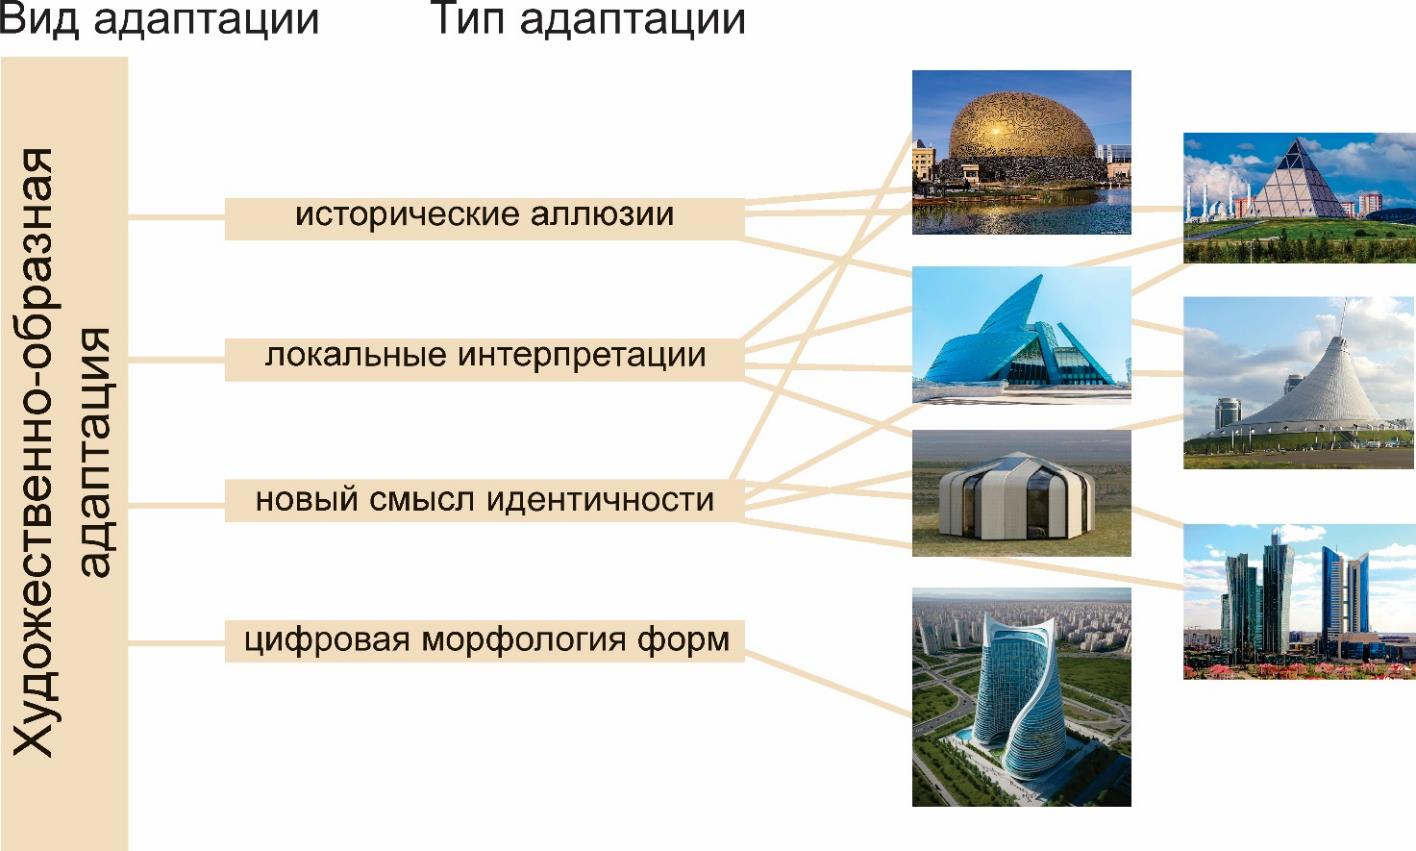 Вид адаптации
Тип адаптации
Художественно-образная
адаптация
исторические аллюзии
локальные интерпретации
новый смысл идентичности
цифровая морфология форм